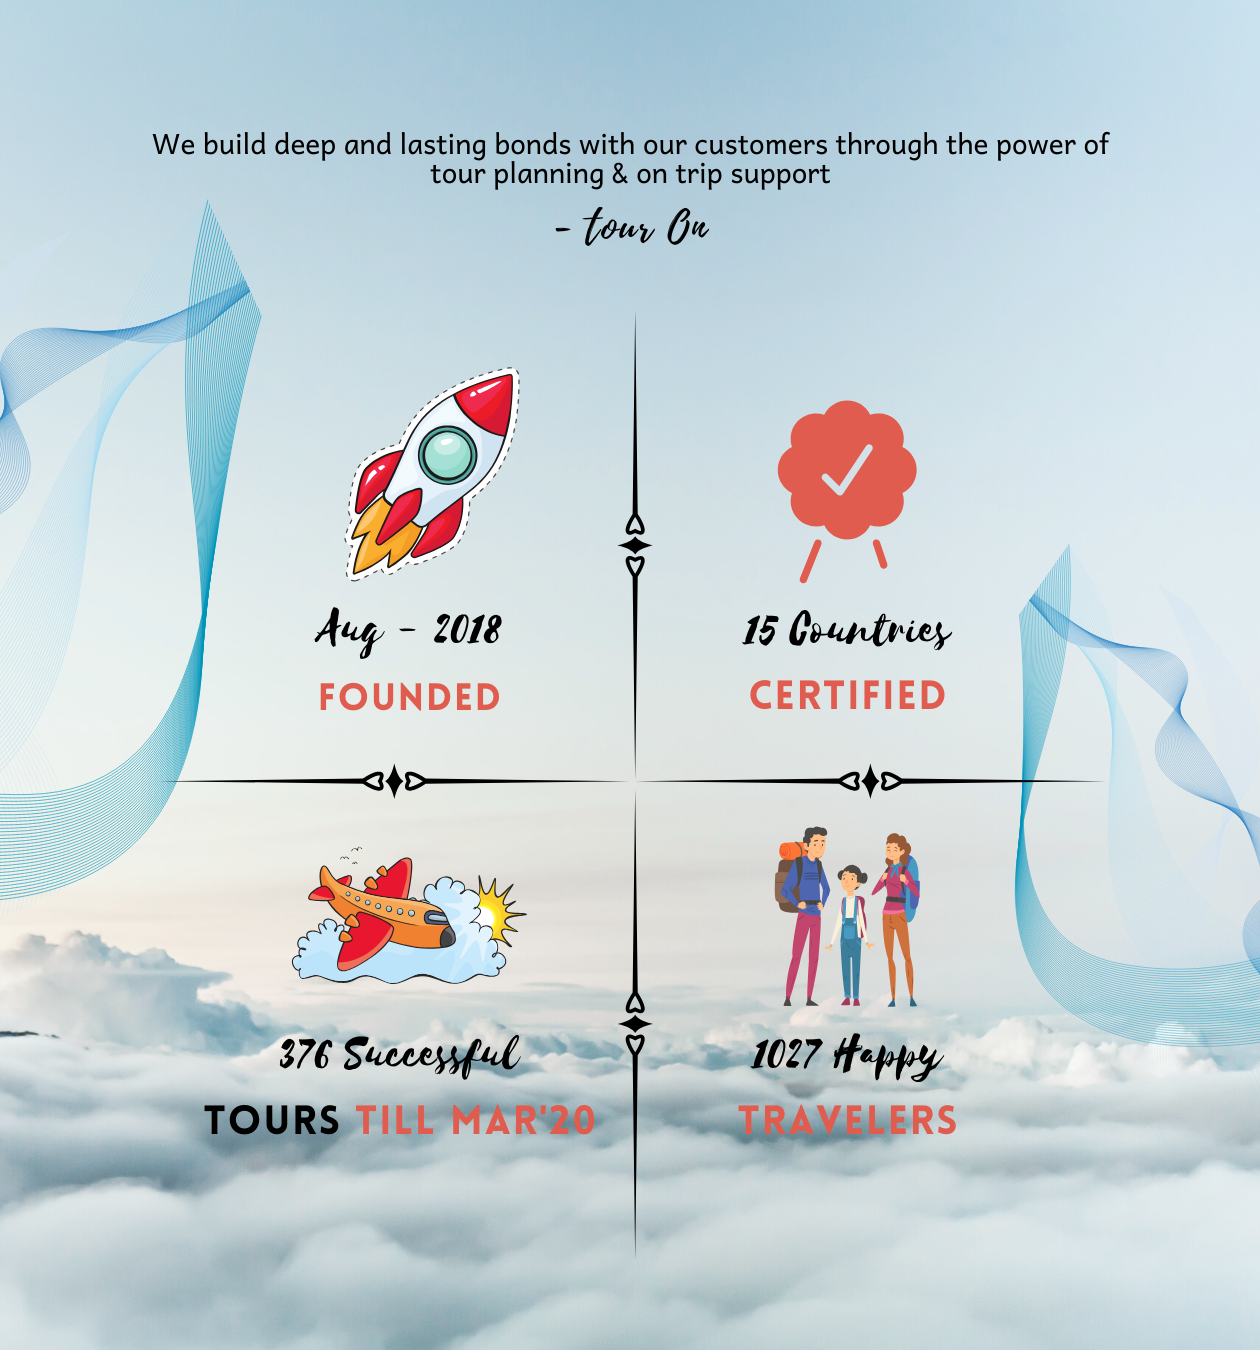 We build deep and lasting bonds with our customers through the power of
tour planning & on trip support
- tour On
Aug - 2018
FOUNDED
15 Countries
CERTIFIED
376 Successful
TOURS TILL MAR'20
1027 Happy
TRAVELERS